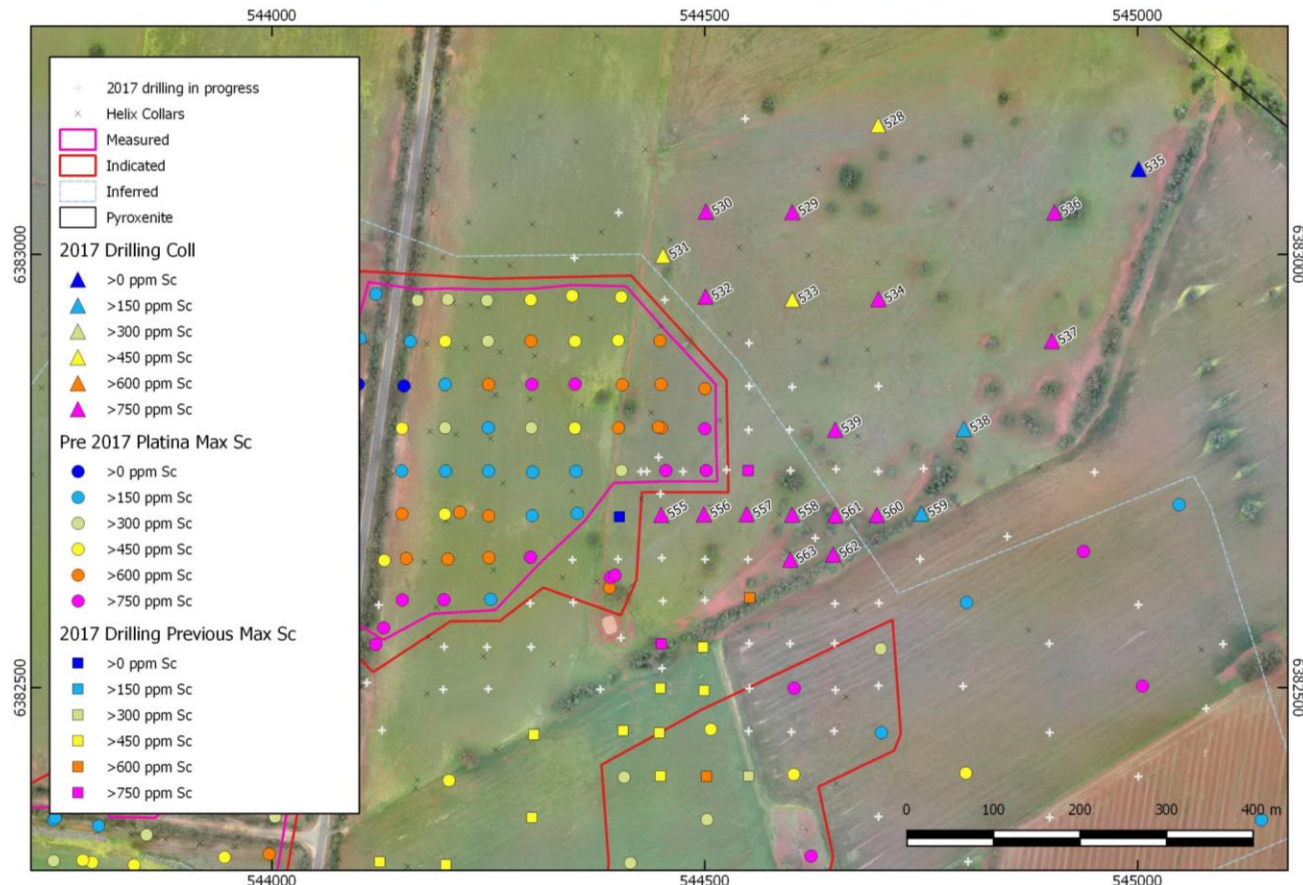 544000 544500 545000
2017 drilling in progress
Helix Collars
Measured
Indicated
Inferred
Pyroxenite
2017 Drilling Coll
>0 ppm Sc
>150 ppm Sc
>300 ppm Sc
>450 ppm Sc
>600 ppm Sc
>750 ppm Sc
Pre 2017 Platina Max Sc
>0 ppm Sc
>150 ppm Sc
>300 ppm Sc
>450 ppm Sc
>600 ppm Sc
>750 ppm Sc
2017 Drilling Previous Max Sc
>0 ppm Sc
>150 ppm Sc
>300 ppm Sc
>450 ppm Sc
>600 ppm Sc
>750 ppm Sc
528
535
530 529 536
531
532 533 534
537
539 538
555 556 557 558 561 560 559
563 562
6383000 6383000
6382500 6382500
0 100 200 300 400 m
544000 544500 545000